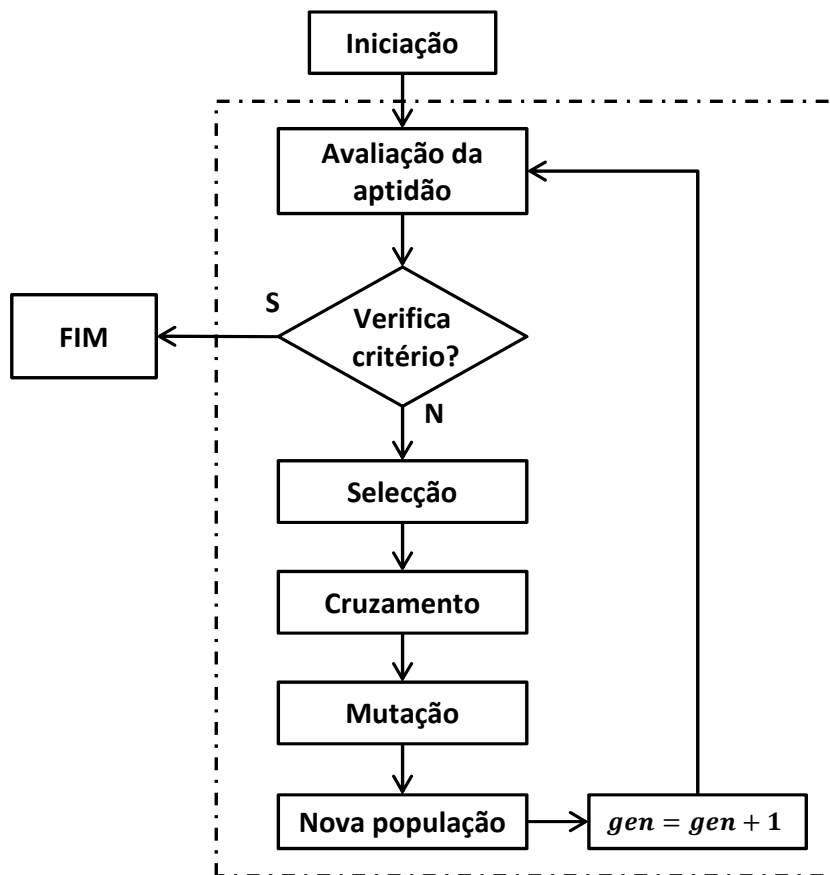 Iniciação
Avaliação da
aptidão
S
Verifica
critério?
FIM
N
Selecção
Cruzamento
Mutação
Nova população
gen = gen + 1